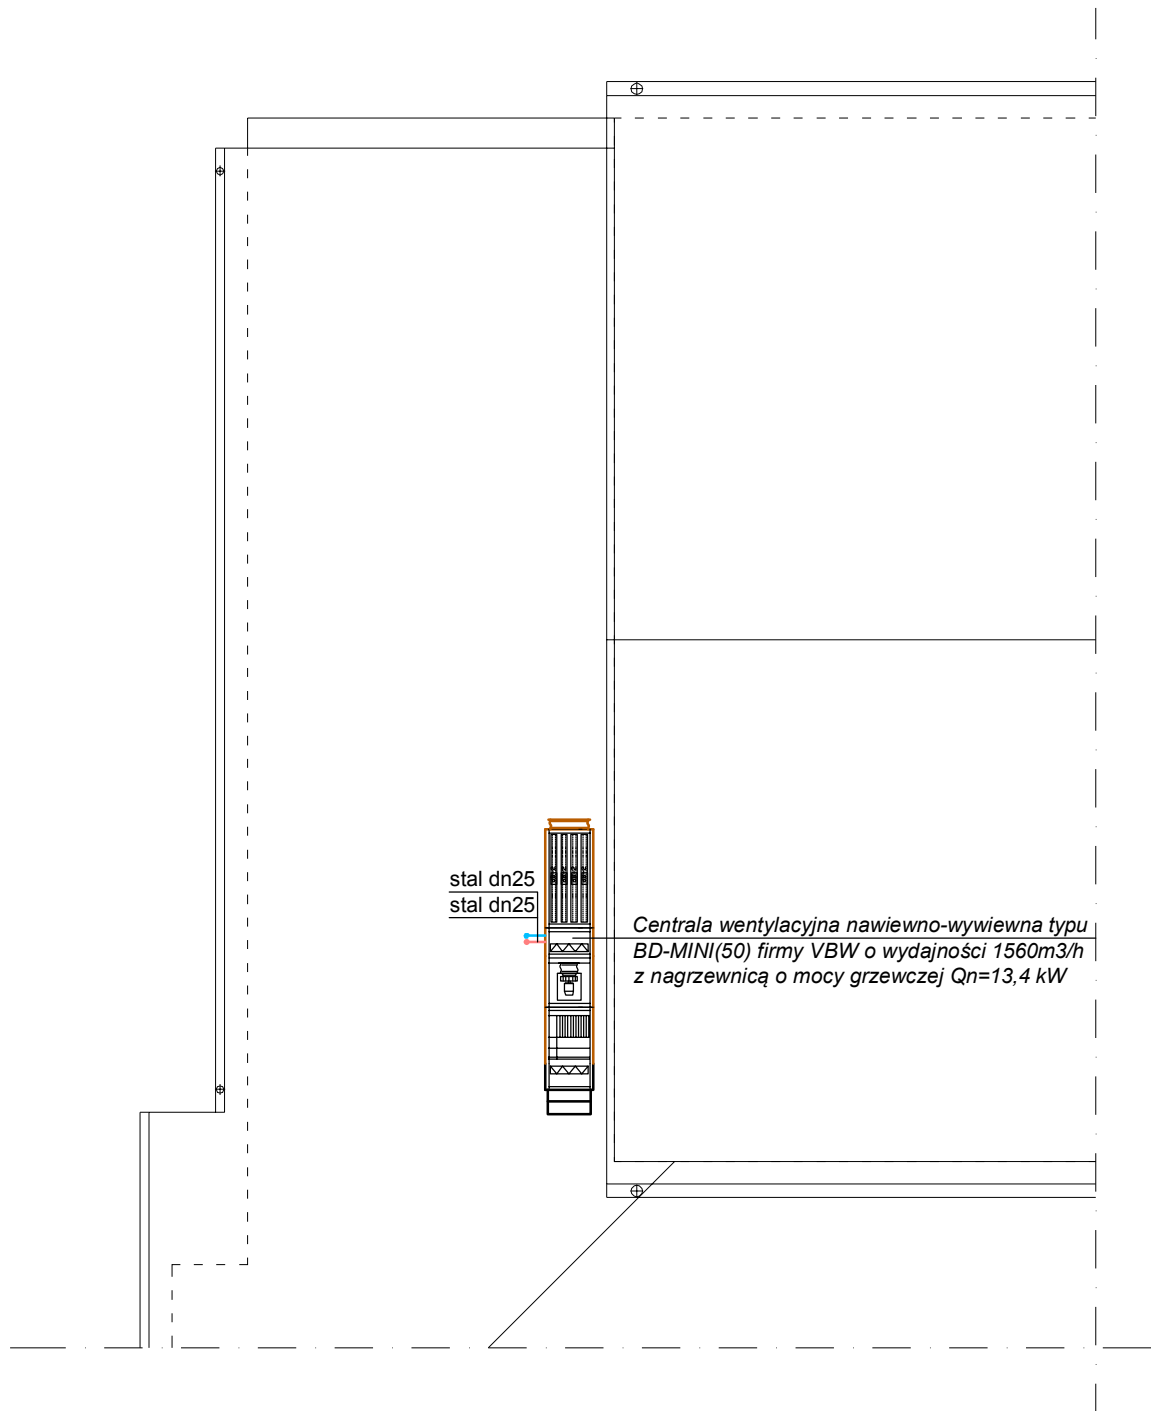 stal dn25
stal dn25
Centrala wentylacyjna nawiewno-wywiewna typu
BD-MINI(50) firmy VBW o wydajności 1560m3/h
z nagrzewnicą o mocy grzewczej Qn=13,4 kW